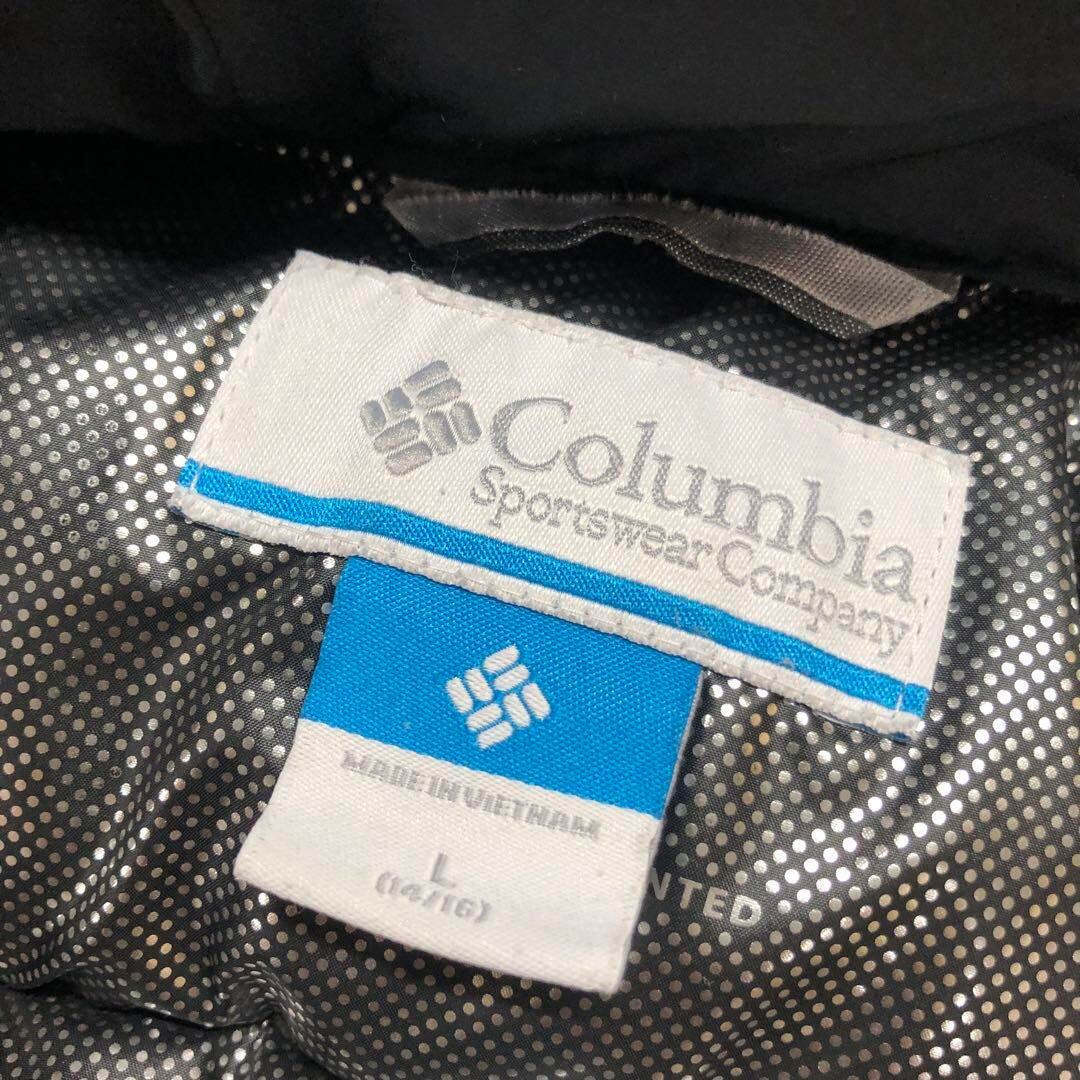 Columbia
Sportswear Company
MADE IN VIETNAM
L
(14/16)
NTED